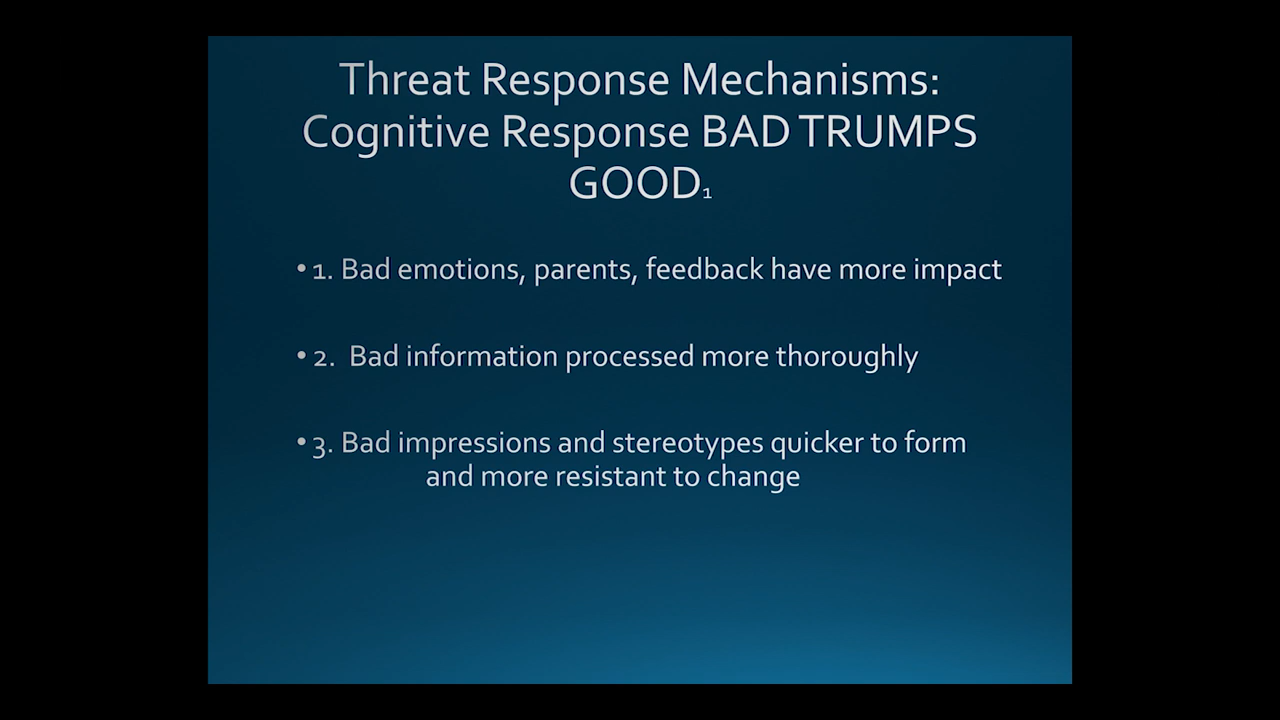 Threat Response Mechanisms:
Cognitive Response BAD TRUMPS
GOOD1
• 1. Bad emotions, parents, feedback have more impact
• 2. Bad information processed more thoroughly
• 3. Bad impressions and stereotypes quicker to form
and more resistant to change